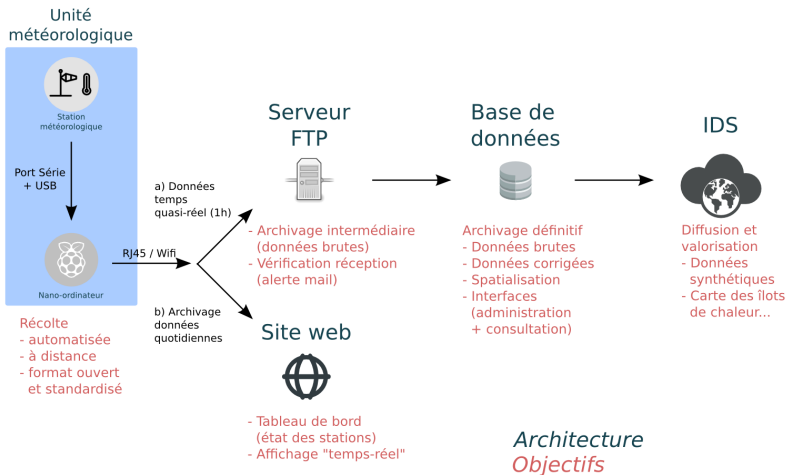 Unité
météorologique
Station
météorologique
Port Série
+ USB
Nano-ordinateur
Récolte
- automatisée
- à distance
- format ouvert
et standardisé
RJ45 / Wifi
a) Données
temps
quasi-réel (1h)
b) Archivage
données
quotidiennes
Serveur
FTP
- Archivage intermédiaire
(données brutes)
- Vérification réception
(alerte mail)
Site web
- Tableau de bord
(état des stations)
- Affichage "temps-réel"
Base de
données
Archivage définitif
- Données brutes
- Données corrigées
- Spatialisation
- Interfaces
(administration
+ consultation)
IDS
Diffusion et
valorisation
- Données
synthétiques
- Carte des îlots
de chaleur...
Architecture
Objectifs